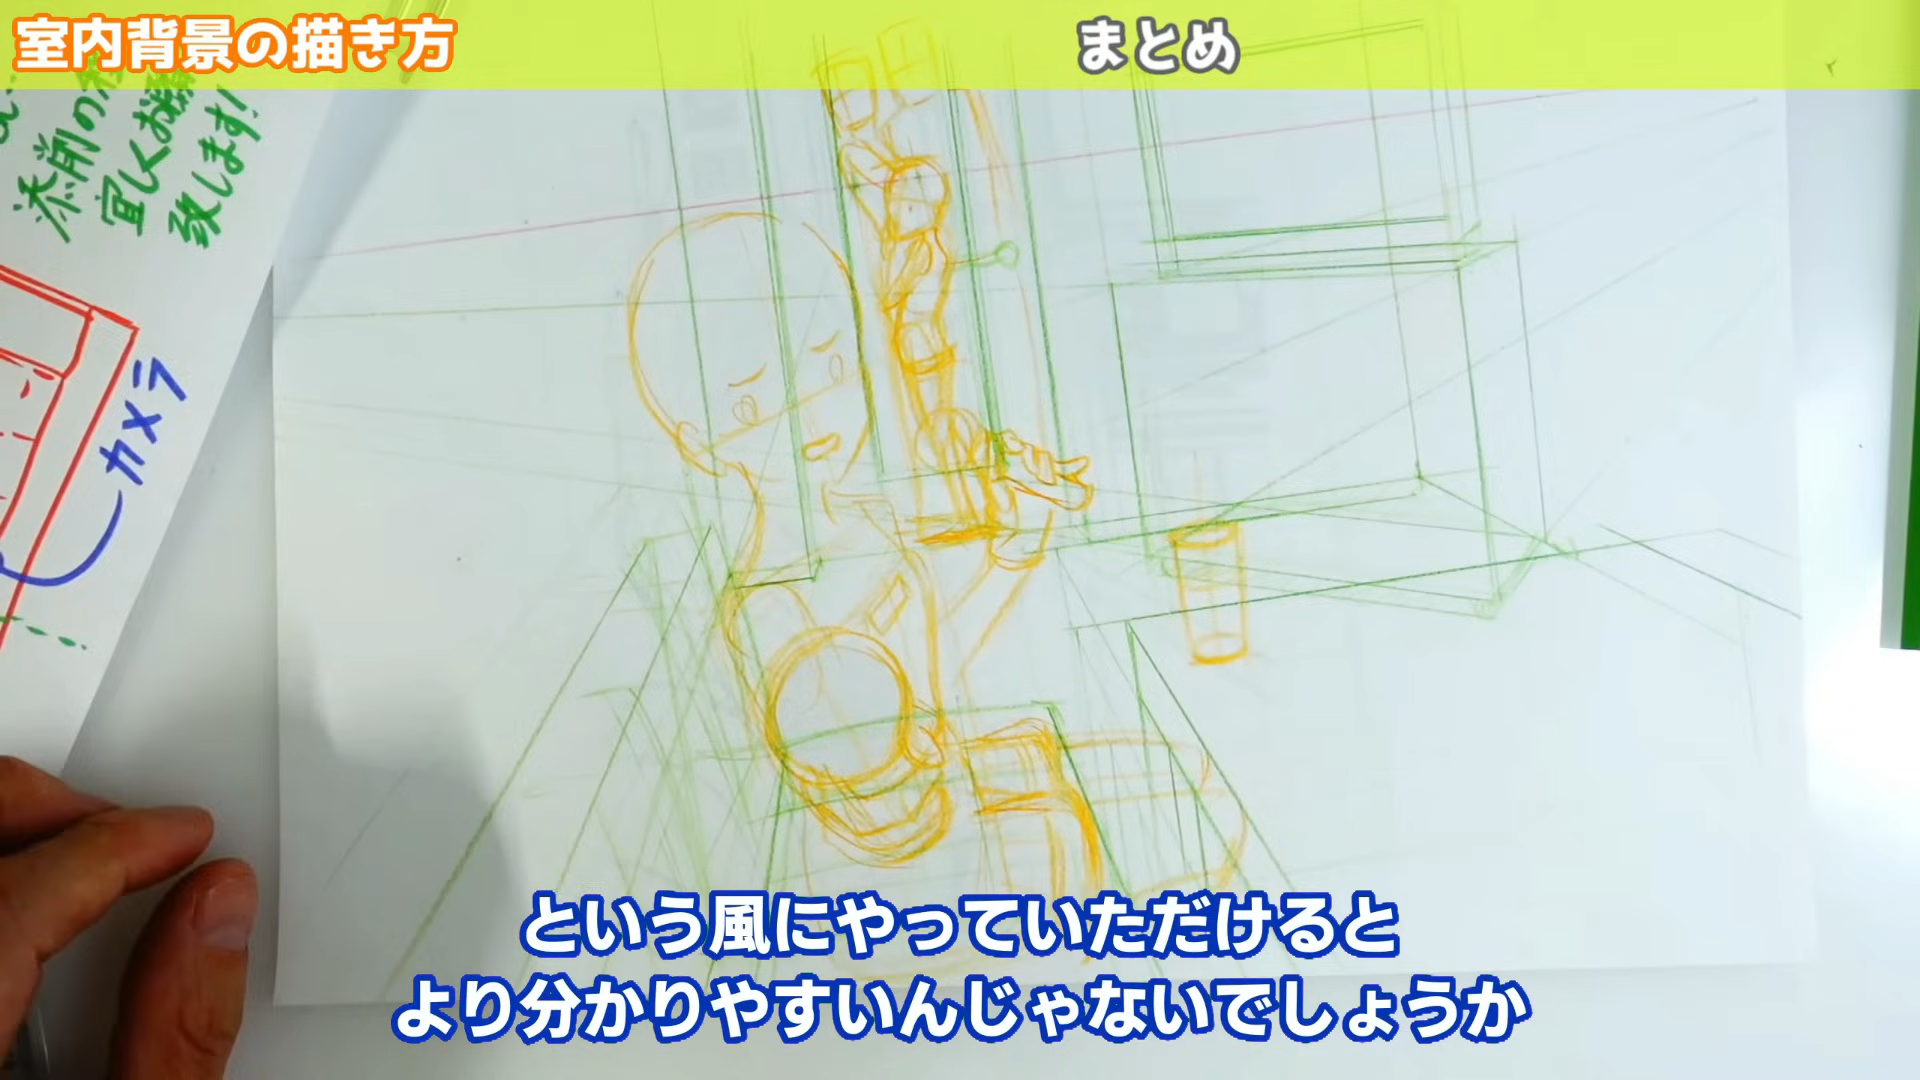 室内背景の描き方
まとめ
添削の程
宜しくお願
致します!
カメラ
という風にやっていただけると
より分かりやすいんじゃないでしょうか